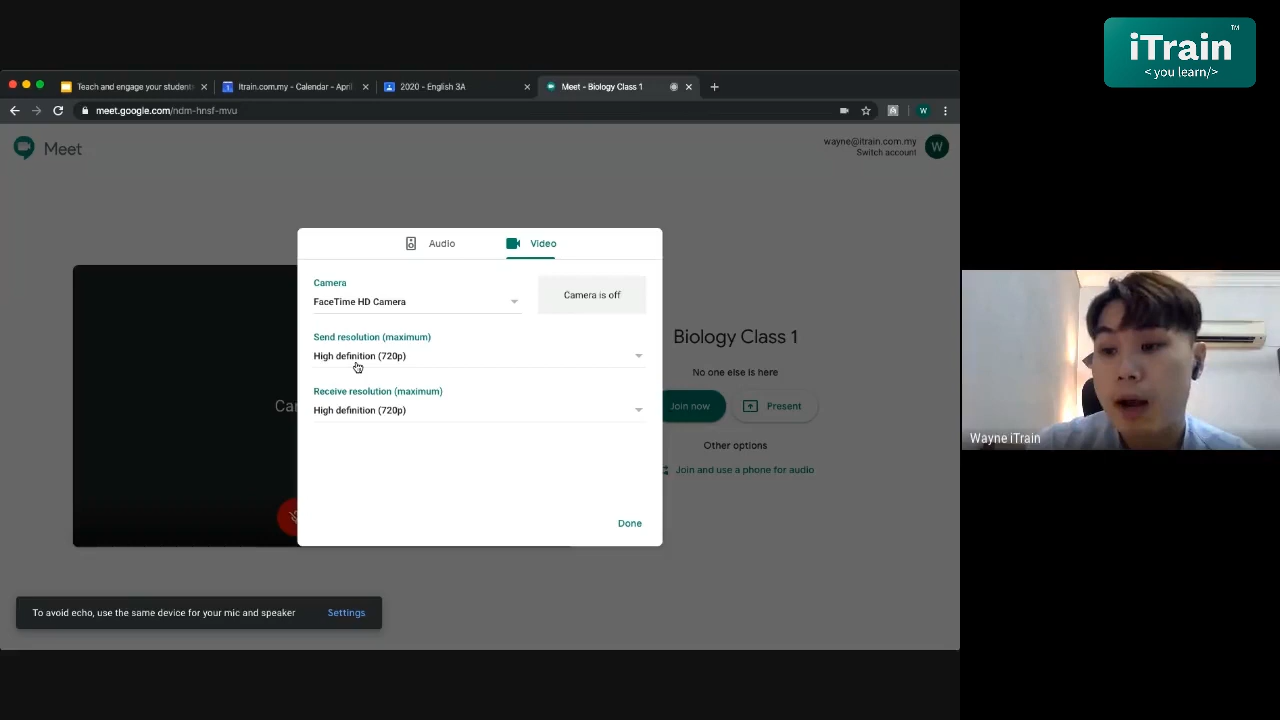 iTrain™
< you learn/>
Teach and engage your student
Itrain.com.my - Calendar - April
2020 - English 3A
Meet - Biology Class 1
meet.google.com/ndm-hnsf-mvu
W
Meet
wayne@itrain.com.my
Switch account
W
Audio
Video
Camera
FaceTime HD Camera
Camera is off
Send resolution (maximum)
High definition (720p)
Receive resolution (maximum)
High definition (720p)
Done
Ca
Biology Class 1
No one else is here
Join now
Present
Other options
Join and use a phone for audio
To avoid echo, use the same device for your mic and speaker
Settings
Wayne iTrain